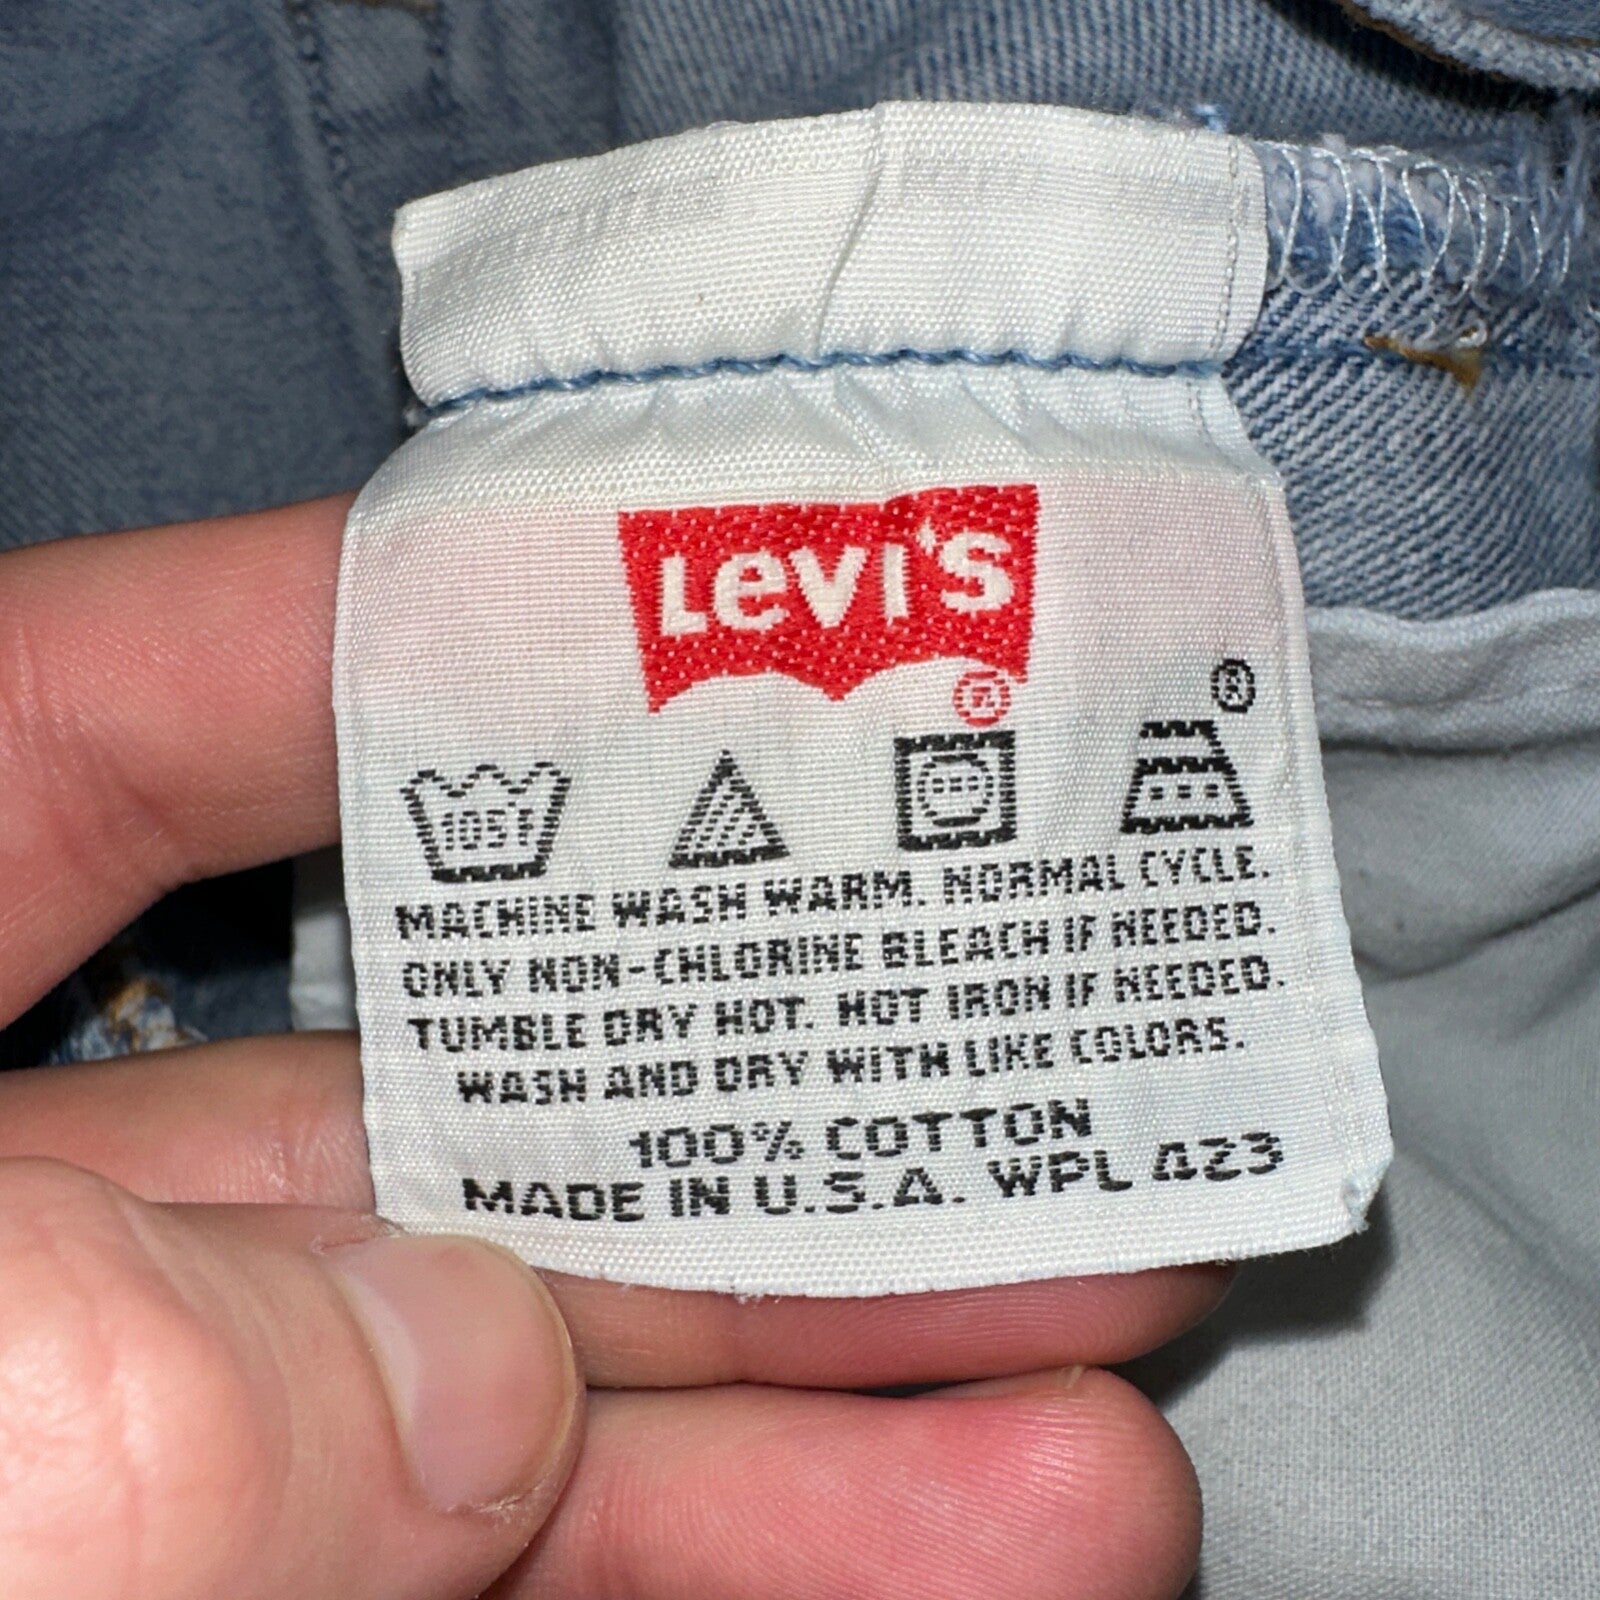 Levi's
®
®
105°F
MACHINE WASH WARM. NORMAL CYCLE.
ONLY NON-CHLORINE BLEACH IF NEEDED.
TUMBLE DRY HOT. HOT IRON IF NEEDED.
WASH AND DRY WITH LIKE COLORS.
100% COTTON
MADE IN U.S.A. WPL 423